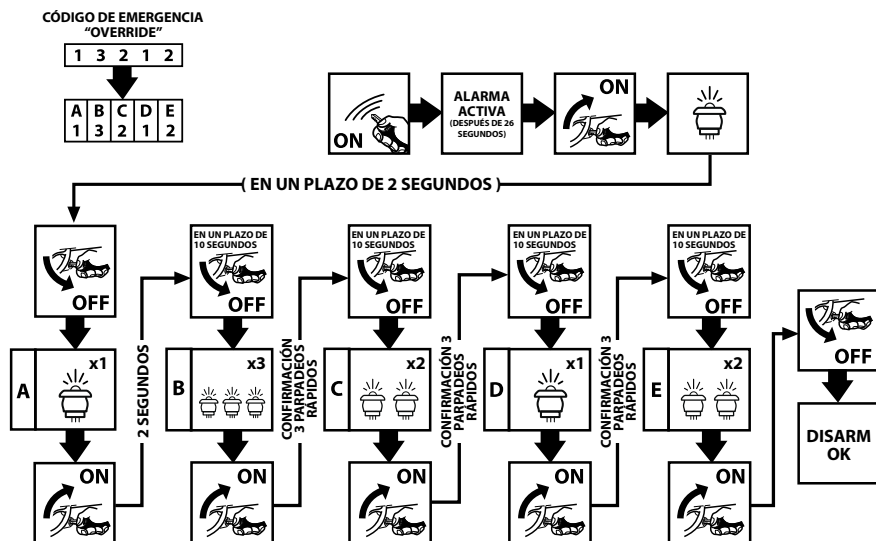 CÓDIGO DE EMERGENCIA
“OVERRIDE”
1 3 2 1 2
A B C D E
1 3 2 1 2
ON
ALARMA
ACTIVA
(DESPUÉS DE 26
SEGUNDOS)
ON
( EN UN PLAZO DE 2 SEGUNDOS )
OFF
A
x1
ON
2 SEGUNDOS
EN UN PLAZO DE
10 SEGUNDOS
OFF
B
x3
ON
CONFIRMACIÓN
3 PARPADEOS
RÁPIDOS
EN UN PLAZO DE
10 SEGUNDOS
OFF
C
x2
ON
CONFIRMACIÓN 3
PARPADEOS
RÁPIDOS
EN UN PLAZO DE
10 SEGUNDOS
OFF
D
x1
ON
CONFIRMACIÓN 3
PARPADEOS
RÁPIDOS
EN UN PLAZO DE
10 SEGUNDOS
OFF
E
x2
ON
OFF
DISARM
OK